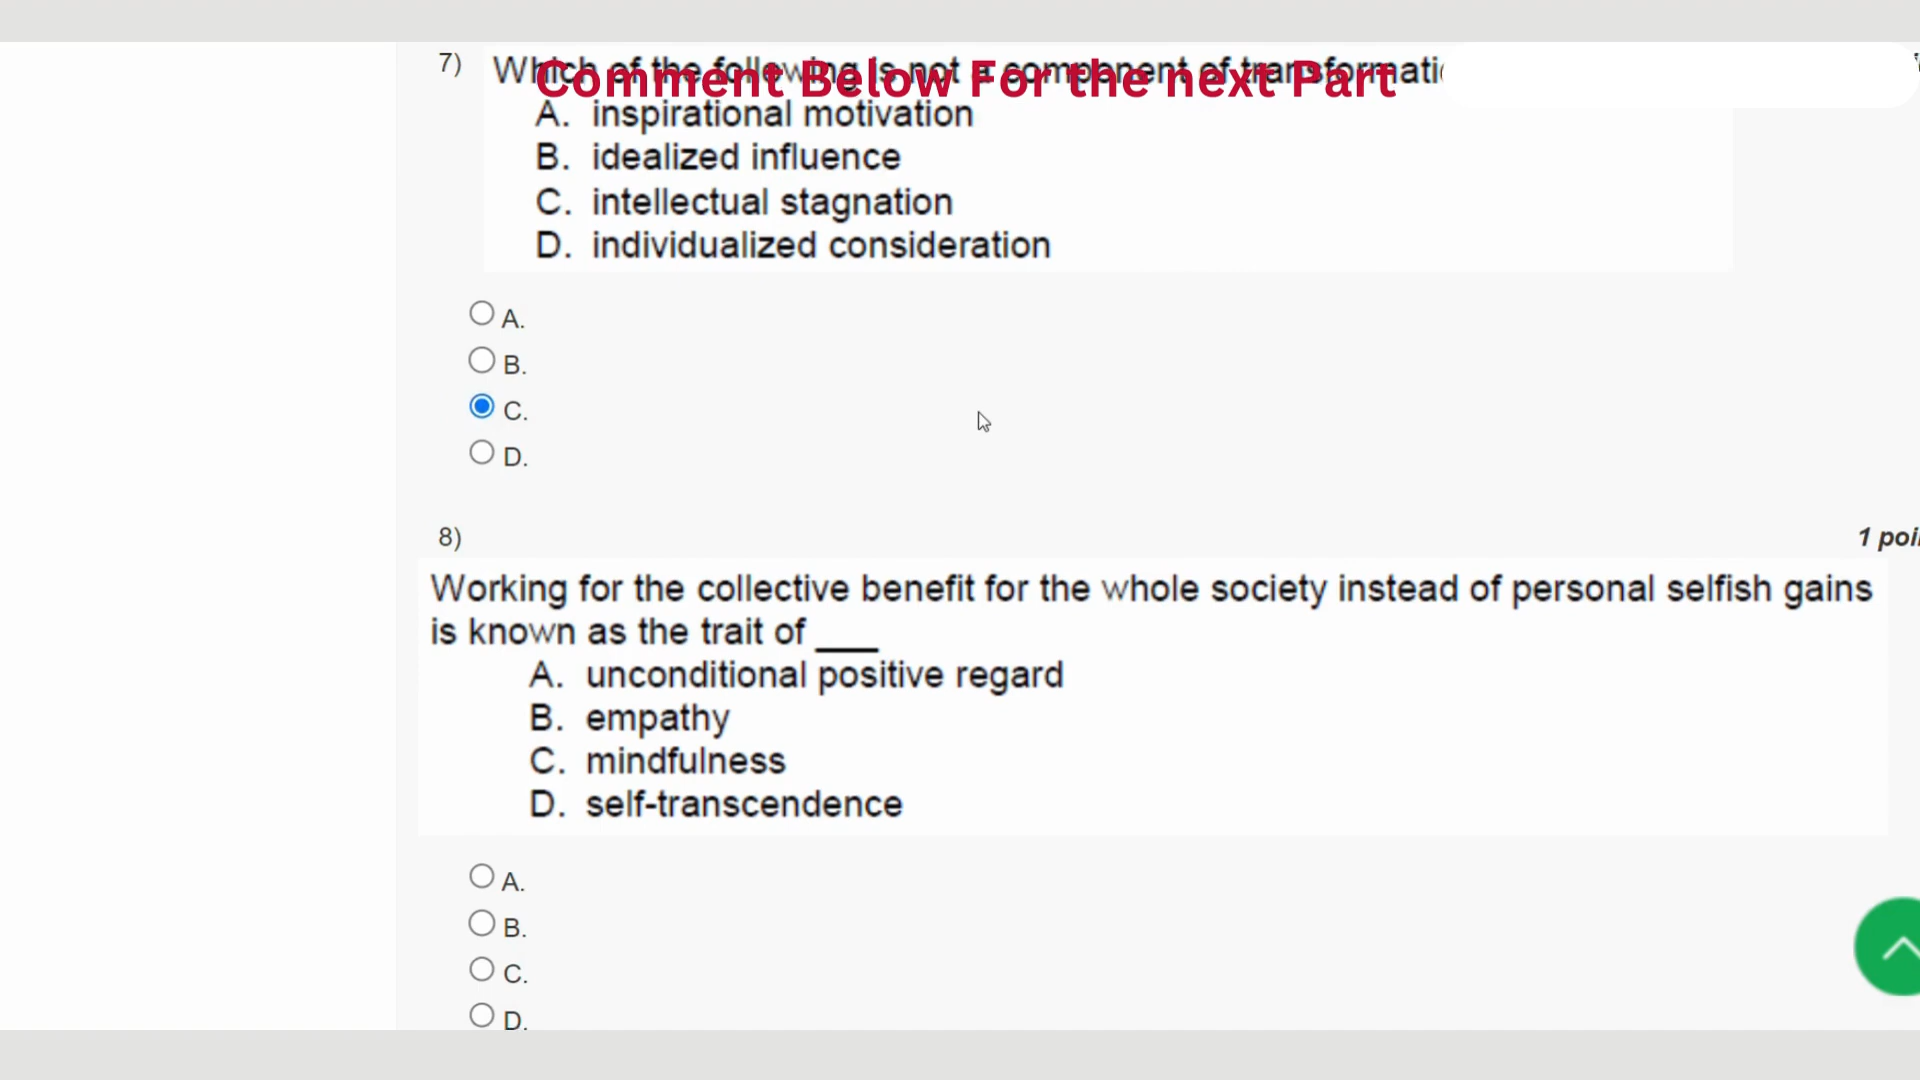 7) Which of the following is not a component of
Comment Below For the next Part
A. inspirational motivation
B. idealized influence
C. intellectual stagnation
D. individualized consideration
A.
B.
C.
D.
8)
1
Working for the collective benefit for the whole society instead of personal selfish gains
is known as the trait of ___
A. unconditional positive regard
B. empathy
C. mindfulness
D. self-transcendence
A.
B.
C.
D.